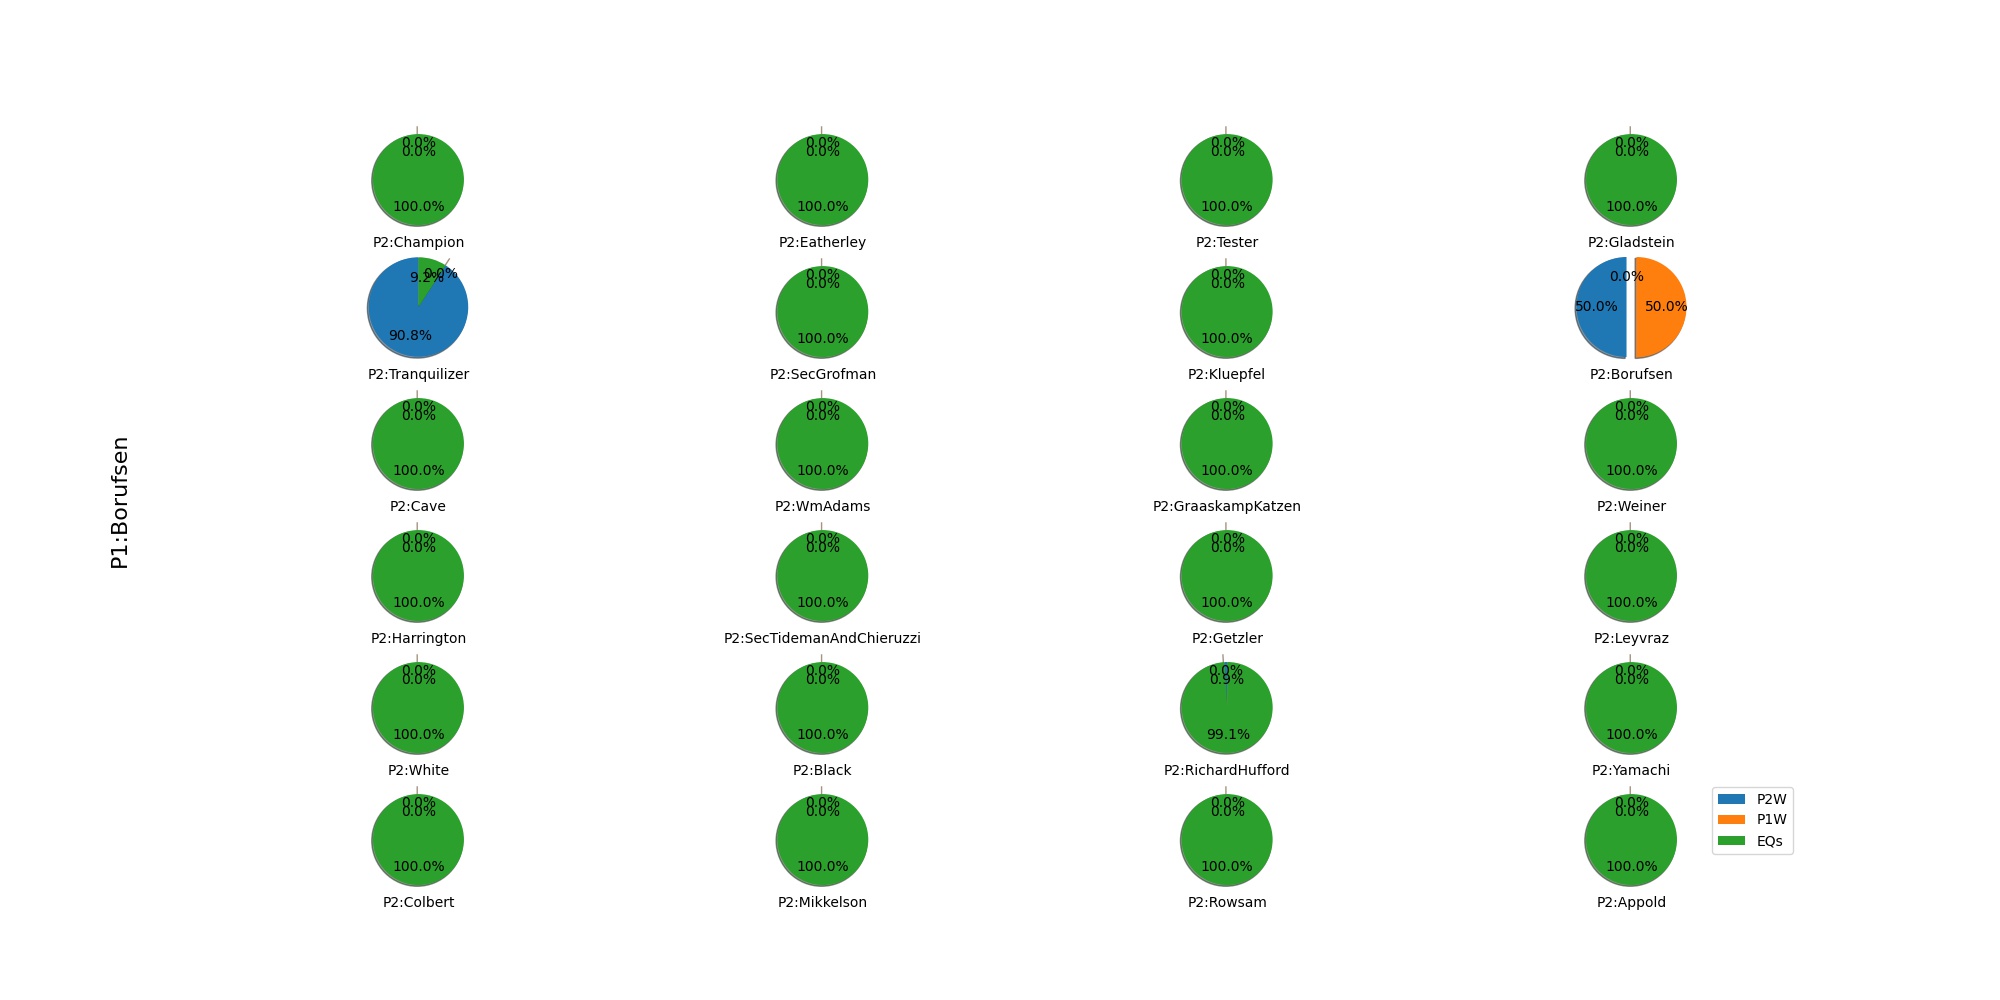 P1:Borufsen
0.0% 0.0% 0.0% 0.0%
0.0% 0.0% 0.0% 0.0%
100.0% 100.0% 100.0% 100.0%
P2:Champion P2:Eatherley P2:Tester P2:Gladstein
0.0% 0.0% 0.0% 0.0%
9.2% 0.0% 0.0% 50.0% 50.0%
90.8% 100.0% 100.0%
P2:Tranquilizer P2:SecGrofman P2:Kluepfel P2:Borufsen
0.0% 0.0% 0.0% 0.0%
0.0% 0.0% 0.0% 0.0%
100.0% 100.0% 100.0% 100.0%
P2:Cave P2:WmAdams P2:GraaskampKatzen P2:Weiner
0.0% 0.0% 0.0% 0.0%
0.0% 0.0% 0.0% 0.0%
100.0% 100.0% 100.0% 100.0%
P2:Harrington P2:SecTidemanAndChieruzzi P2:Getzler P2:Leyvraz
0.0% 0.0% 0.0% 0.0%
0.0% 0.0% 0.9% 0.0%
100.0% 100.0% 99.1% 100.0%
P2:White P2:Black P2:RichardHufford P2:Yamachi
0.0% 0.0% 0.0% 0.0%
0.0% 0.0% 0.0% 0.0%
100.0% 100.0% 100.0% 100.0%
P2:Colbert P2:Mikkelson P2:Rowsam P2:Appold
P2W
P1W
EQs